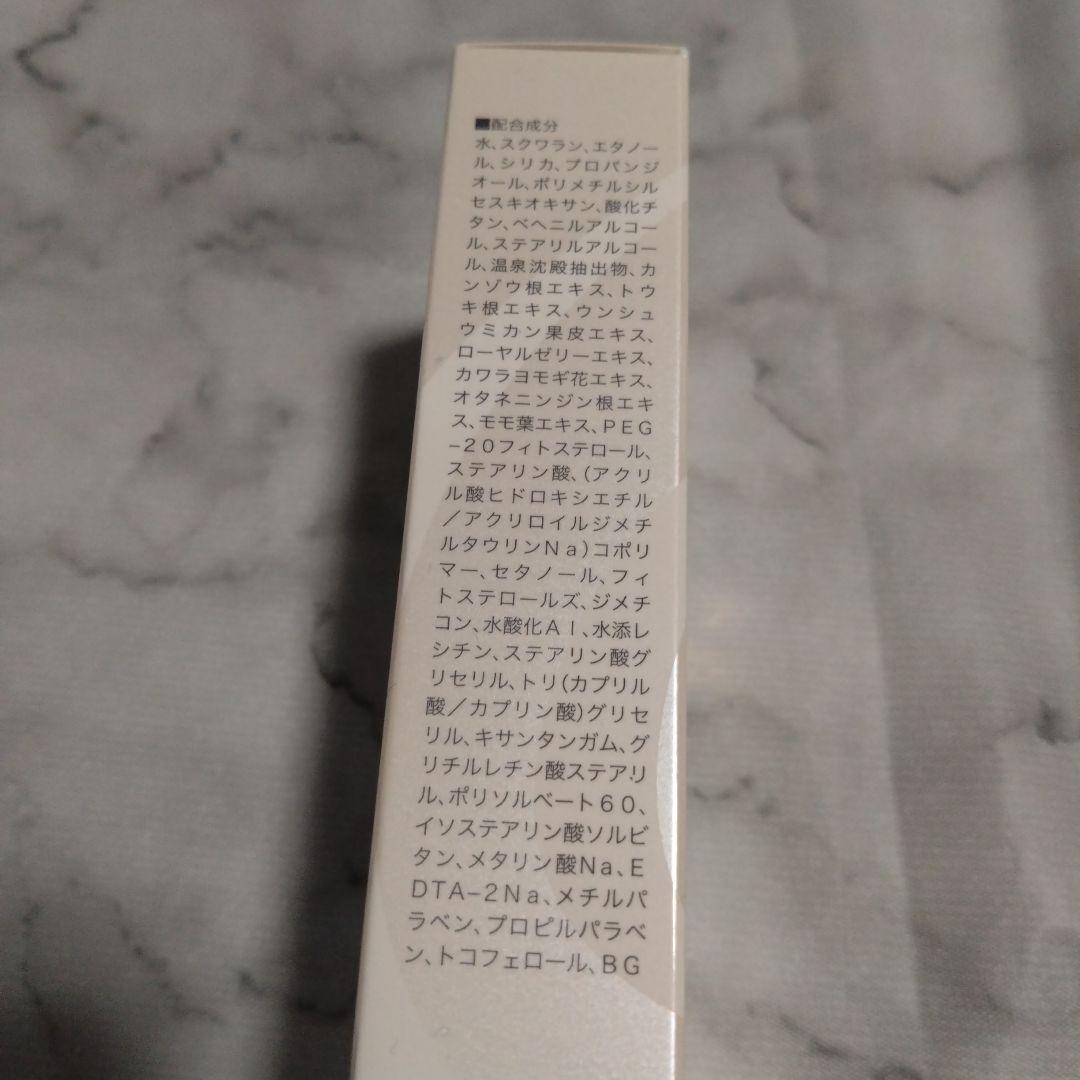 ■配合成分
水、スクワラン、エタノー
ル、シリカ、プロパンジ
オール、ポリメチルシル
セスキオキサン、酸化チ
タン、ベヘニルアルコー
ル、ステアリルアルコー
ル、温泉沈殿抽出物、カ
ンゾウ根エキス、トウ
キ根エキス、ウンシュ
ウミカン果皮エキス、
ローヤルゼリーエキス、
カワラヨモギ花エキス、
オタネニンジン根エキ
ス、モモ葉エキス、PEG
-20フィトステロール、
ステアリン酸、(アクリ
ル酸ヒドロキシエチル
/アクリロイルジメチ
ルタウリンNa)コポリ
マー、セタノール、フィ
トステロールズ、ジメチ
コン、水酸化Al、水添レ
シチン、ステアリン酸グ
リセリル、トリ(カプリル
酸/カプリン酸)グリセ
リル、キサンタンガム、グ
リチルレチン酸ステアリ
ル、ポリソルベート60、
イソステアリン酸ソルビ
タン、メタリン酸Na、E
DTA-2Na、メチルパ
ラベン、プロピルパラベ
ン、トコフェロール、BG